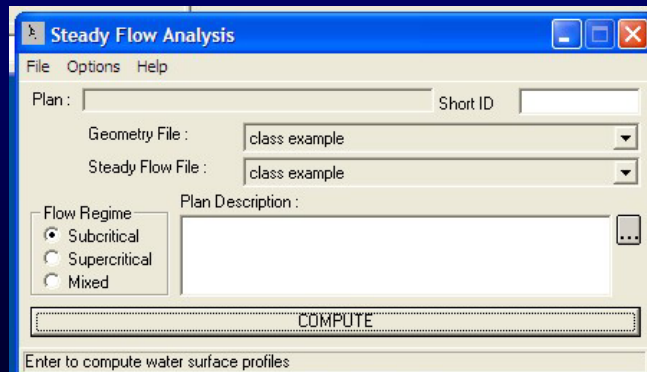 Steady Flow Analysis
File Options Help
Plan : Short ID
Geometry File : class example
Steady Flow File : class example
Flow Regime Plan Description :
Subcritical
...
Supercritical
Mixed
COMPUTE
Enter to compute water surface profiles